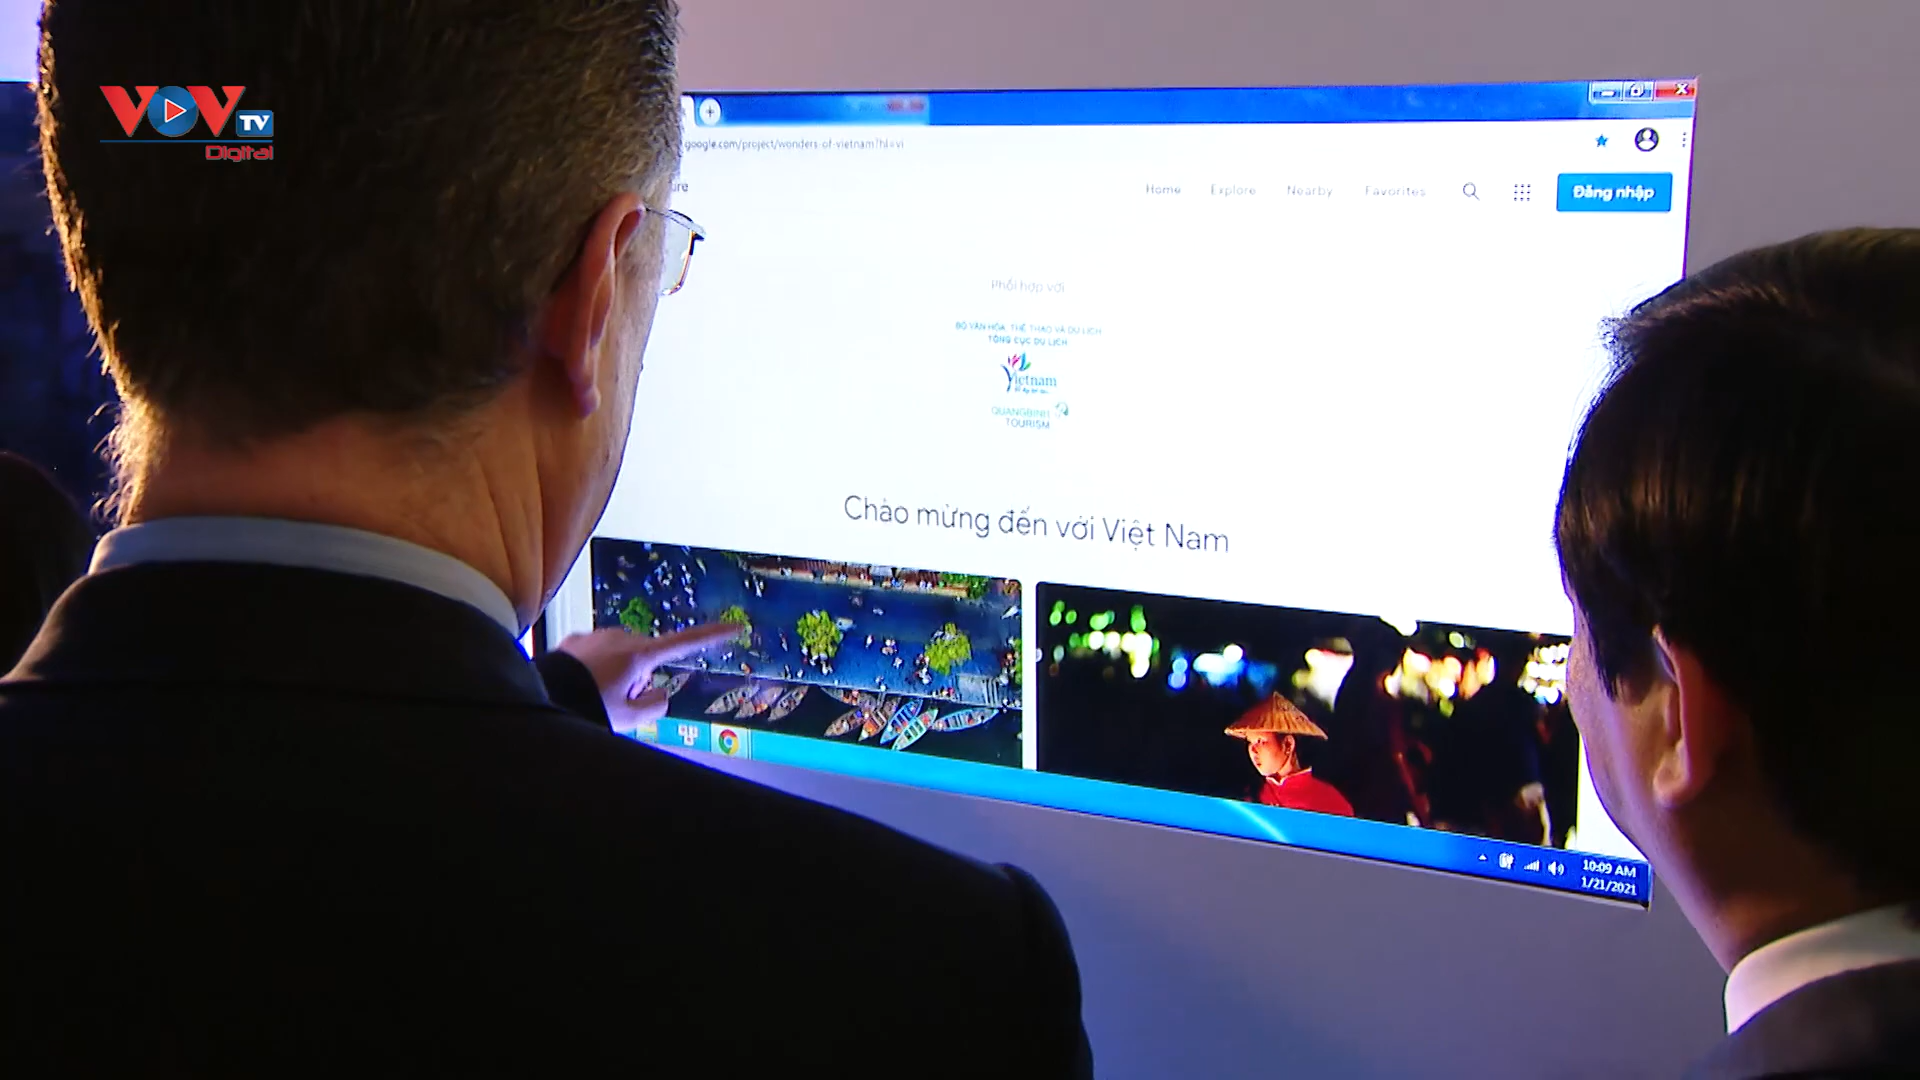 VOV TV
Digital
google.com/project/wonders-of-vietnam?hl=vi
ure
Home Explore Nearby Favorites
Đăng nhập
Phối hợp với
BỘ VĂN HÓA, THỂ THAO VÀ DU LỊCH
TỔNG CỤC DU LỊCH
Vietnam
QUANGBINH
TOURISM
Chào mừng đến với Việt Nam
10:09 AM
1/21/2021